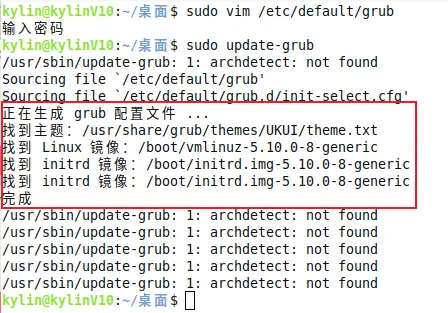 kylin@kylinV10:~/桌面$ sudo vim /etc/default/grub
输入密码
kylin@kylinV10:~/桌面$ sudo update-grub
/usr/sbin/update-grub: 1: archdetect: not found
Sourcing file `/etc/default/grub'
Sourcing file `/etc/default/grub.d/init-select.cfg'
正在生成 grub 配置文件 ...
找到主题：/usr/share/grub/themes/UKUI/theme.txt
找到 Linux 镜像：/boot/vmlinuz-5.10.0-8-generic
找到 initrd 镜像：/boot/initrd.img-5.10.0-8-generic
找到 initrd 镜像：/boot/initrd.img-5.10.0-8-generic
完成
/usr/sbin/update-grub: 1: archdetect: not found
/usr/sbin/update-grub: 1: archdetect: not found
/usr/sbin/update-grub: 1: archdetect: not found
/usr/sbin/update-grub: 1: archdetect: not found
kylin@kylinV10:~/桌面$